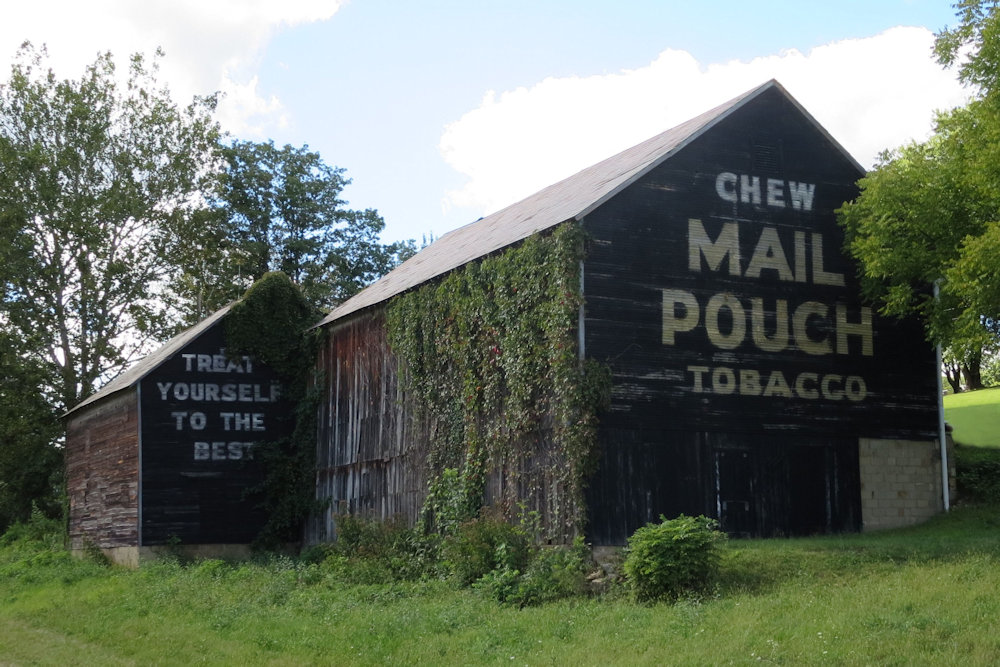 CHEW
MAIL
POUCH
TOBACCO
TREAT
YOURSELF
TO THE
BEST